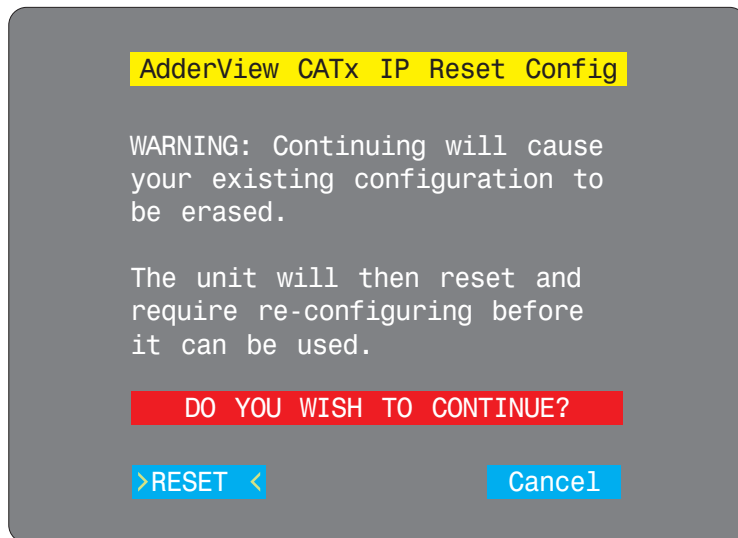 AdderView CATx IP Reset Config
WARNING: Continuing will cause
your existing configuration to
be erased.
The unit will then reset and
require re-configuring before
it can be used.
DO YOU WISH TO CONTINUE?
>RESET < Cancel